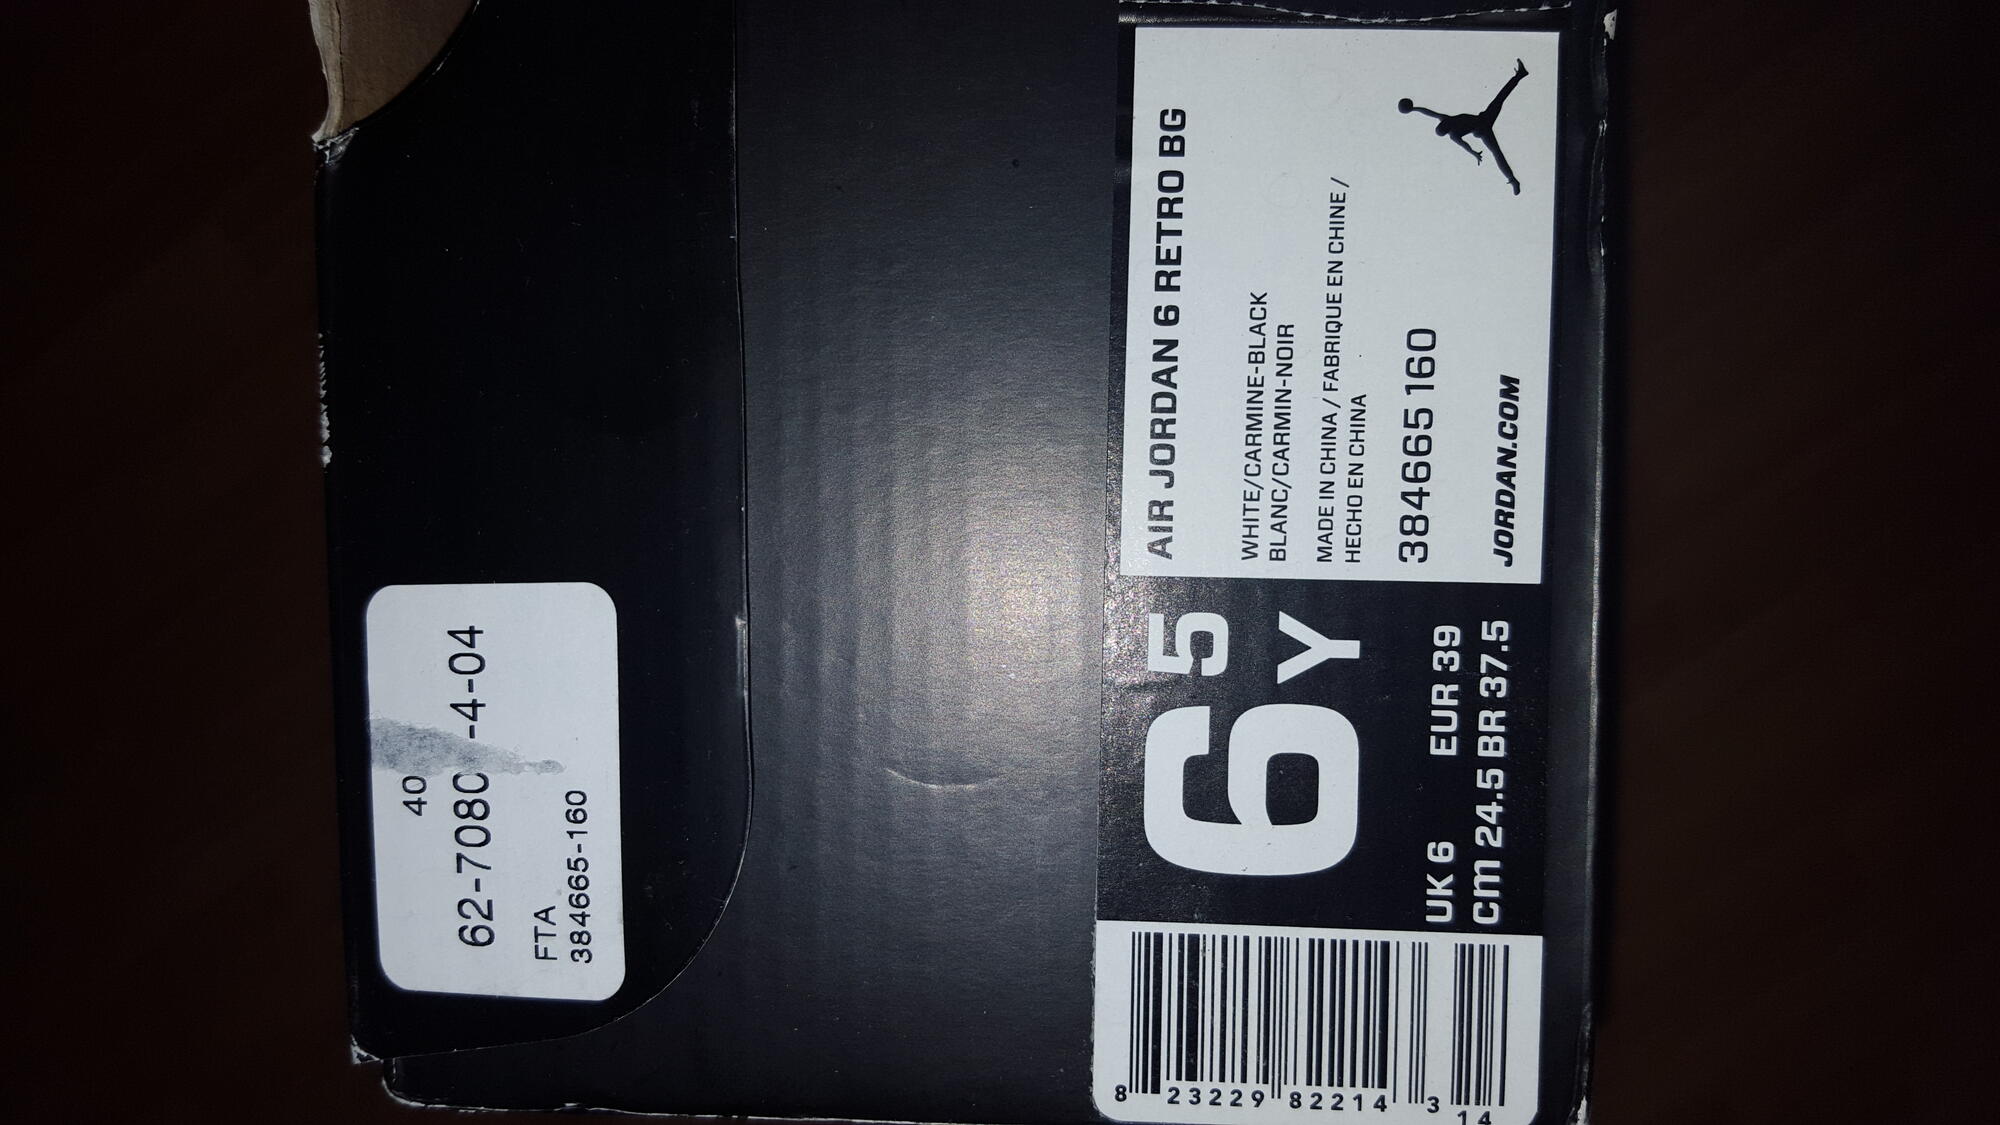 40
62-7080-4-04
FTA
384665-160
AIR JORDAN 6 RETRO BG
WHITE/CARMINE-BLACK
BLANC/CARMIN-NOIR
MADE IN CHINA / FABRIQUE EN CHINE /
HECHO EN CHINA
384665 160
JORDAN.COM
6 5 Y
UK 6 EUR 39
cm 24.5 BR 37.5
8 23229 82214 3 14